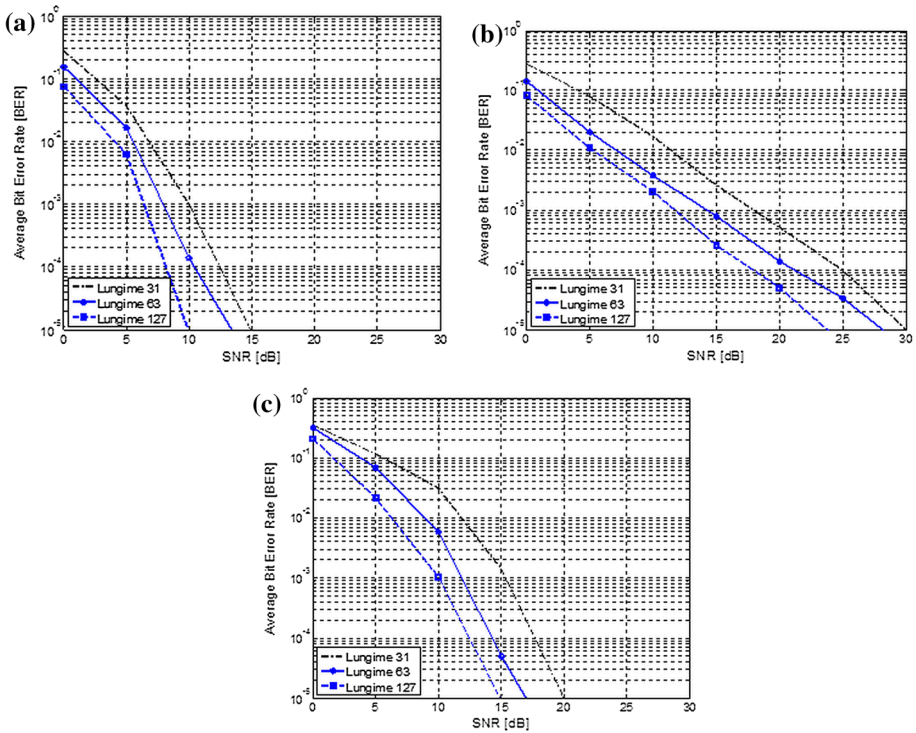 (a)
Average Bit Error Rate [BER]
10^0
10^-1
10^-2
10^-3
10^-4
10^-5
Lungime 31
Lungime 63
Lungime 127
0 5 10 15 20 25 30
SNR [dB]
(b)
Average Bit Error Rate [BER]
10^0
10^-1
10^-2
10^-3
10^-4
10^-5
Lungime 31
Lungime 63
Lungime 127
0 5 10 15 20 25 30
SNR [dB]
(c)
Average Bit Error Rate [BER]
10^0
10^-1
10^-2
10^-3
10^-4
10^-5
Lungime 31
Lungime 63
Lungime 127
0 5 10 15 20 25 30
SNR [dB]